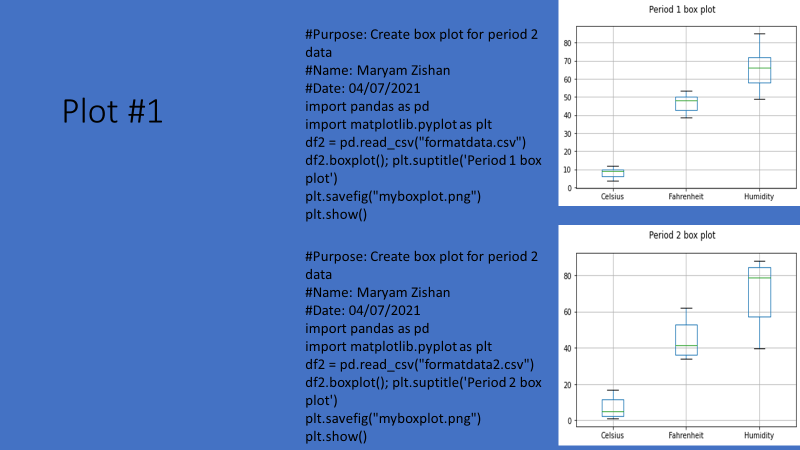 Plot #1
#Purpose: Create box plot for period 2
data
#Name: Maryam Zishan
#Date: 04/07/2021
import pandas as pd
import matplotlib.pyplot as plt
df2 = pd.read_csv("formatdata.csv")
df2.boxplot(); plt.suptitle('Period 1 box
plot')
plt.savefig("myboxplot.png")
plt.show()
#Purpose: Create box plot for period 2
data
#Name: Maryam Zishan
#Date: 04/07/2021
import pandas as pd
import matplotlib.pyplot as plt
df2 = pd.read_csv("formatdata2.csv")
df2.boxplot(); plt.suptitle('Period 2 box
plot')
plt.savefig("myboxplot.png")
plt.show()
Period 1 box plot
80
70
60
50
40
30
20
10
0
Celsius Fahrenheit Humidity
Period 2 box plot
80
60
40
20
0
Celsius Fahrenheit Humidity